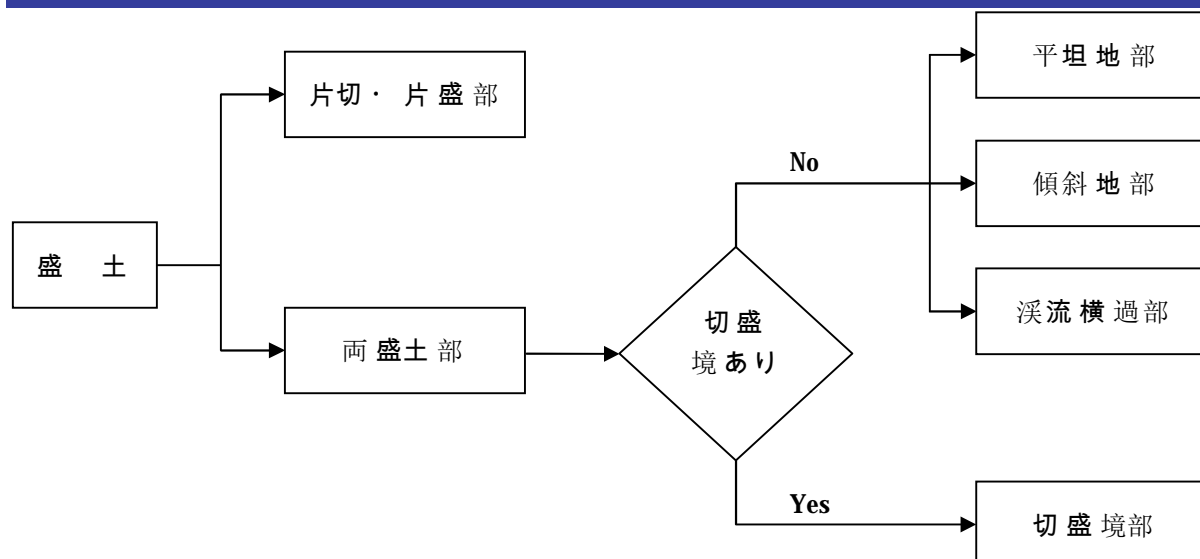 盛 土
片切・片盛部
両盛土部
切盛
境あり
No
Yes
平坦地部
傾斜地部
渓流横過部
切盛境部